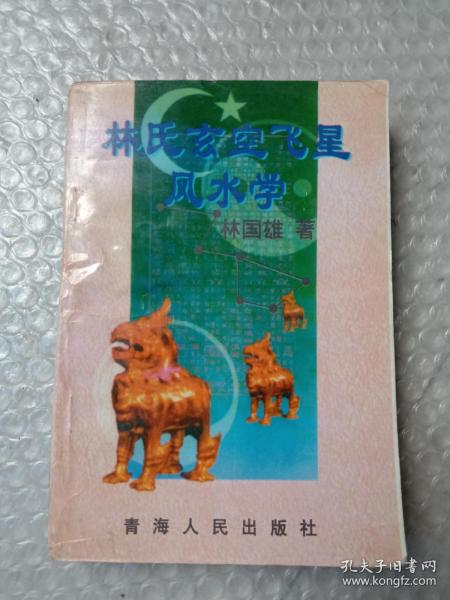 林氏玄空飞星
风水学
林国雄 著
青海人民出版社
孔夫子旧书网
www.kongfz.com